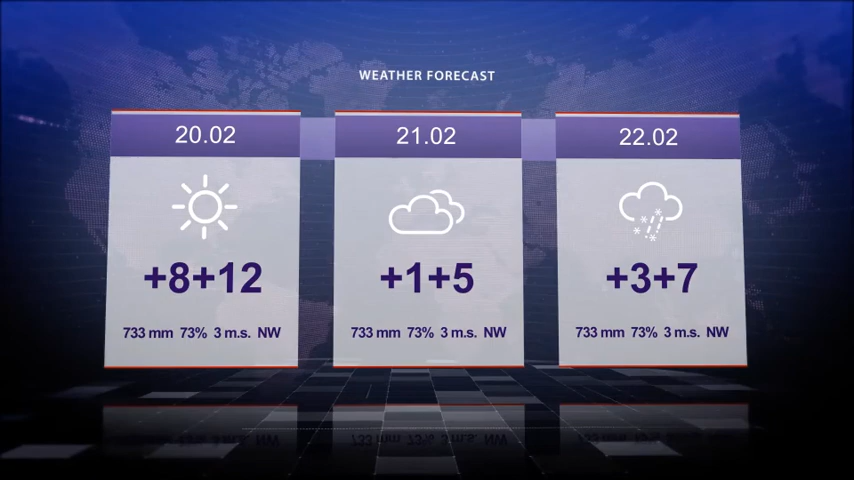 WEATHER FORECAST
20.02
+8+12
733 mm 73% 3 m.s. NW
21.02
+1+5
733 mm 73% 3 m.s. NW
22.02
+3+7
733 mm 73% 3 m.s. NW